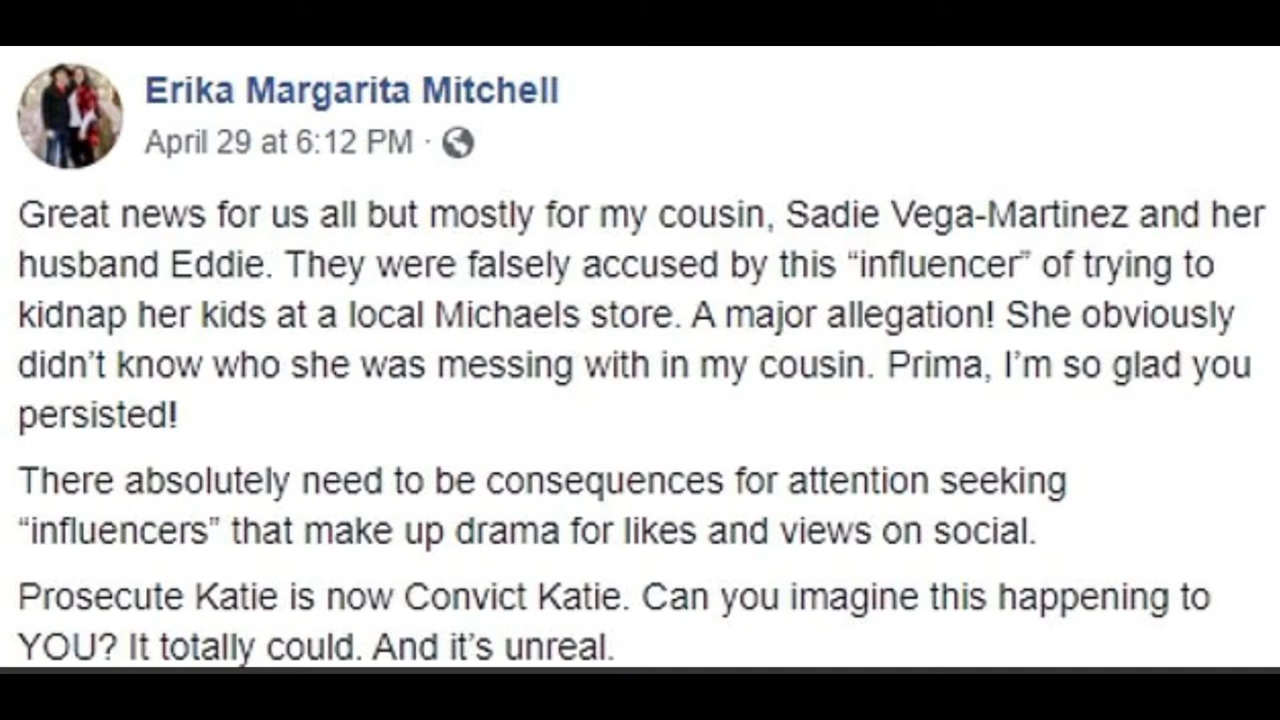 Erika Margarita Mitchell
April 29 at 6:12 PM ·
Great news for us all but mostly for my cousin, Sadie Vega-Martinez and her
husband Eddie. They were falsely accused by this “influencer” of trying to
kidnap her kids at a local Michaels store. A major allegation! She obviously
didn’t know who she was messing with in my cousin. Prima, I’m so glad you
persisted!
There absolutely need to be consequences for attention seeking
“influencers” that make up drama for likes and views on social.
Prosecute Katie is now Convict Katie. Can you imagine this happening to
YOU? It totally could. And it’s unreal.